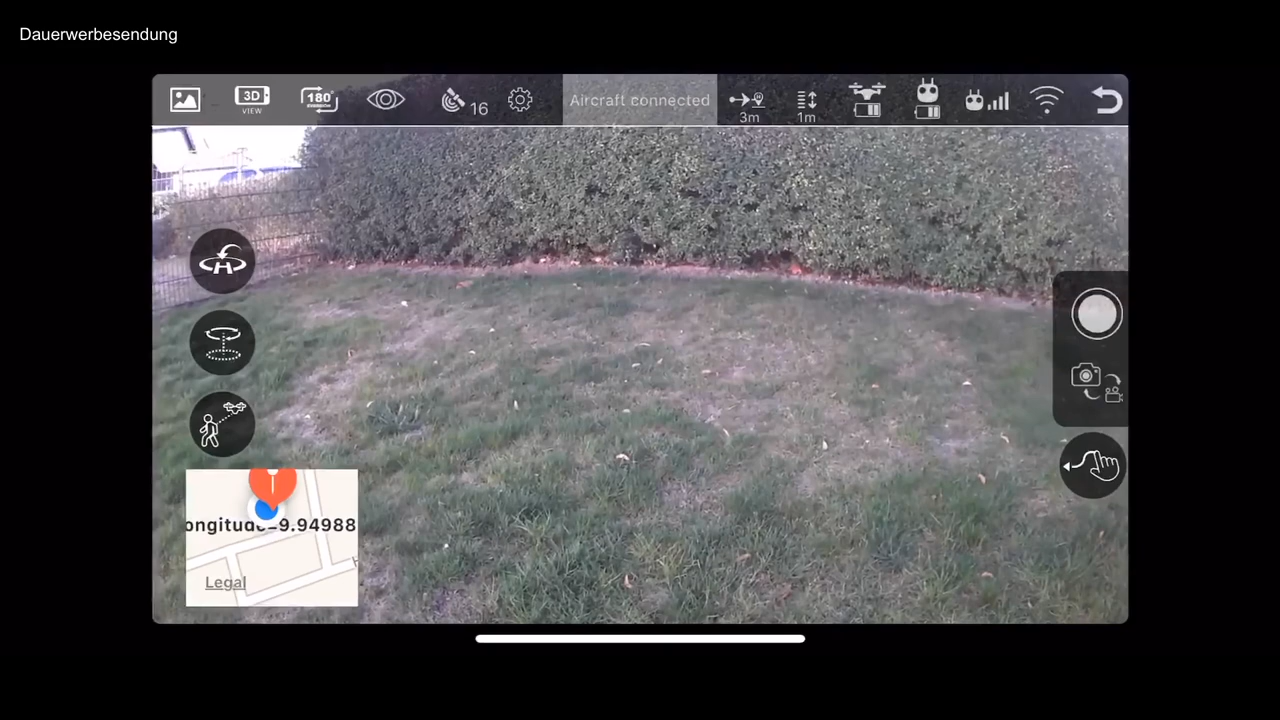 Dauerwerbesendung
3D
VIEW
180°
16
Aircraft connected
3m
1m
H
ongitude=9.94988
Legal